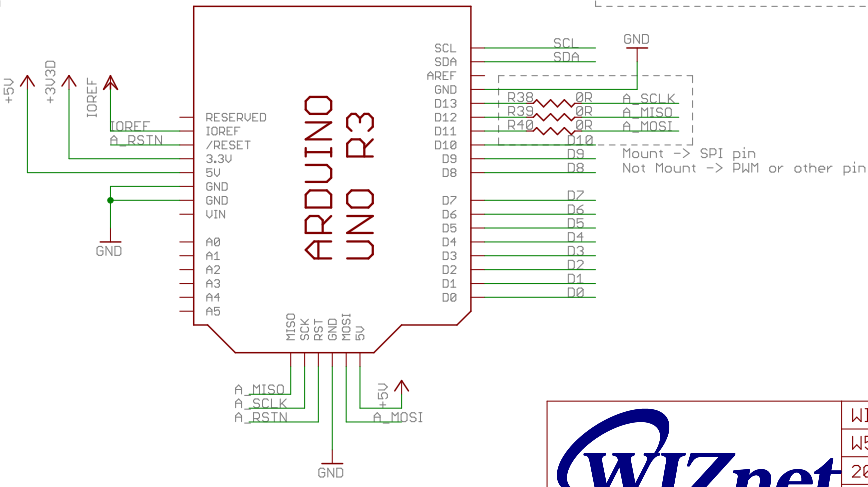 +5V
+3V3D
IOREF
IOREF
A_RSTN
RESERVED
IOREF
/RESET
3.3V
5V
GND
GND
VIN
A0
A1
A2
A3
A4
A5
GND
ARDUINO
UNO R3
SCL
SDA
AREF
GND
D13
D12
D11
D10
D9
D8
D7
D6
D5
D4
D3
D2
D1
D0
SCL
SDA
GND
R38 0R A_SCLK
R39 0R A_MISO
R40 0R A_MOSI
D10
D9
D8
Mount -> SPI pin
Not Mount -> PWM or other pin
D7
D6
D5
D4
D3
D2
D1
D0
MISO
SCK
RST
GND
MOSI
5V
A_MISO
A_SCLK
A_RSTN
+5V
A_MOSI
GND
WIZnet
W5
20